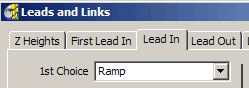 Leads and Links
Z Heights First Lead In Lead In Lead Out
1st Choice Ramp